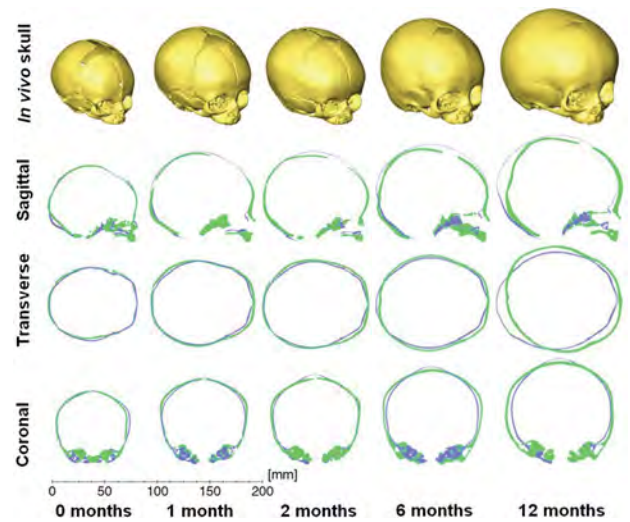 In vivo skull
Sagittal
Transverse
Coronal
[mm]
0 50 100 150 200
0 months 1 month 2 months 6 months 12 months